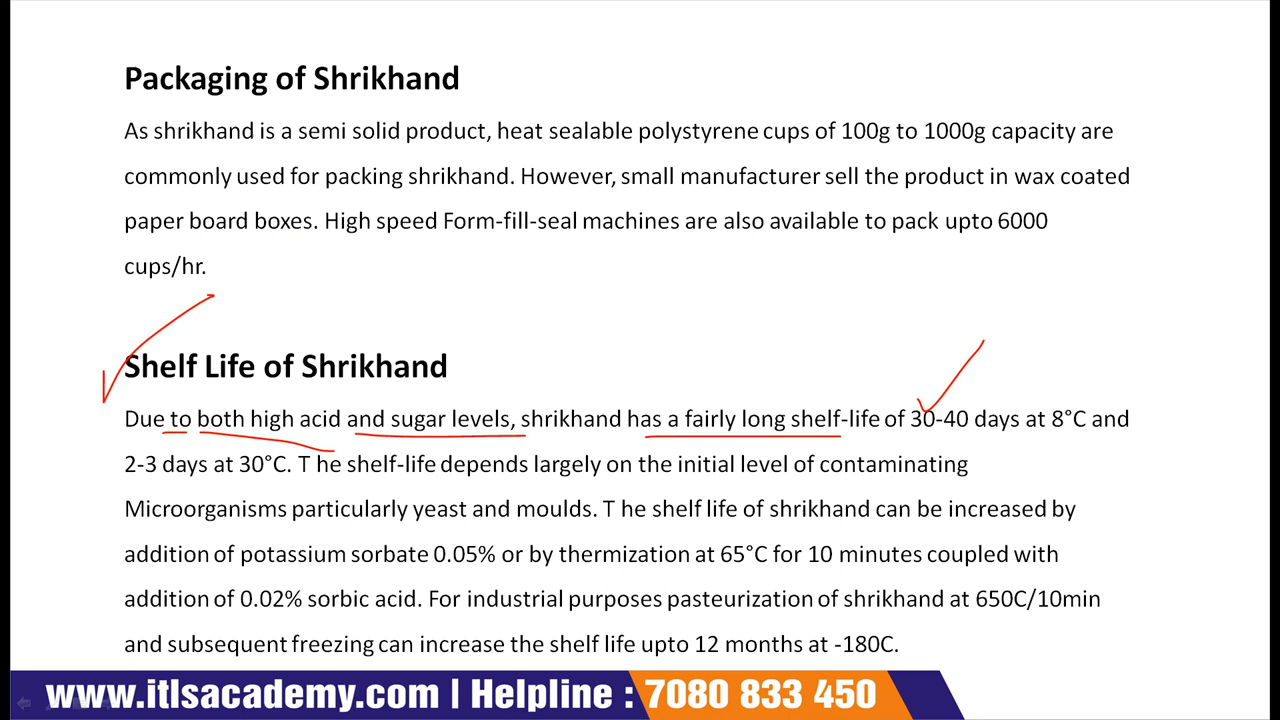 Packaging of Shrikhand
As shrikhand is a semi solid product, heat sealable polystyrene cups of 100g to 1000g capacity are
commonly used for packing shrikhand. However, small manufacturer sell the product in wax coated
paper board boxes. High speed Form-fill-seal machines are also available to pack upto 6000
cups/hr.
Shelf Life of Shrikhand
Due to both high acid and sugar levels, shrikhand has a fairly long shelf-life of 30-40 days at 8°C and
2-3 days at 30°C. T he shelf-life depends largely on the initial level of contaminating
Microorganisms particularly yeast and moulds. T he shelf life of shrikhand can be increased by
addition of potassium sorbate 0.05% or by thermization at 65°C for 10 minutes coupled with
addition of 0.02% sorbic acid. For industrial purposes pasteurization of shrikhand at 650C/10min
and subsequent freezing can increase the shelf life upto 12 months at -180C.
www.itlsacademy.com | Helpline : 7080 833 450